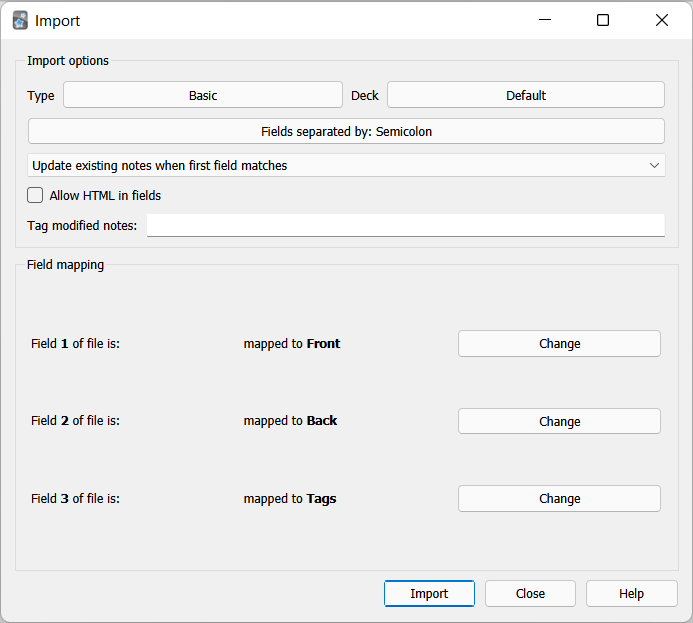 Import
Import options
Type Basic Deck Default
Fields separated by: Semicolon
Update existing notes when first field matches
Allow HTML in fields
Tag modified notes:
Field mapping
Field 1 of file is: mapped to Front Change
Field 2 of file is: mapped to Back Change
Field 3 of file is: mapped to Tags Change
Import Close Help